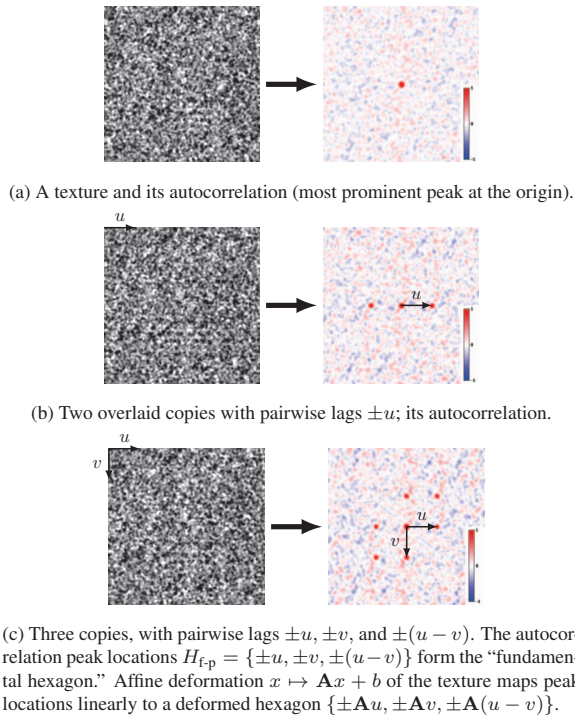 (a) A texture and its autocorrelation (most prominent peak at the origin).
u
u
(b) Two overlaid copies with pairwise lags ±u; its autocorrelation.
u
v
u
v
(c) Three copies, with pairwise lags ±u, ±v, and ±(u − v). The autocor-
relation peak locations H_f-p = {±u, ±v, ±(u−v)} form the “fundamen-
tal hexagon.” Affine deformation x ↦ Ax + b of the texture maps peak
locations linearly to a deformed hexagon {±Au, ±Av, ±A(u − v)}.